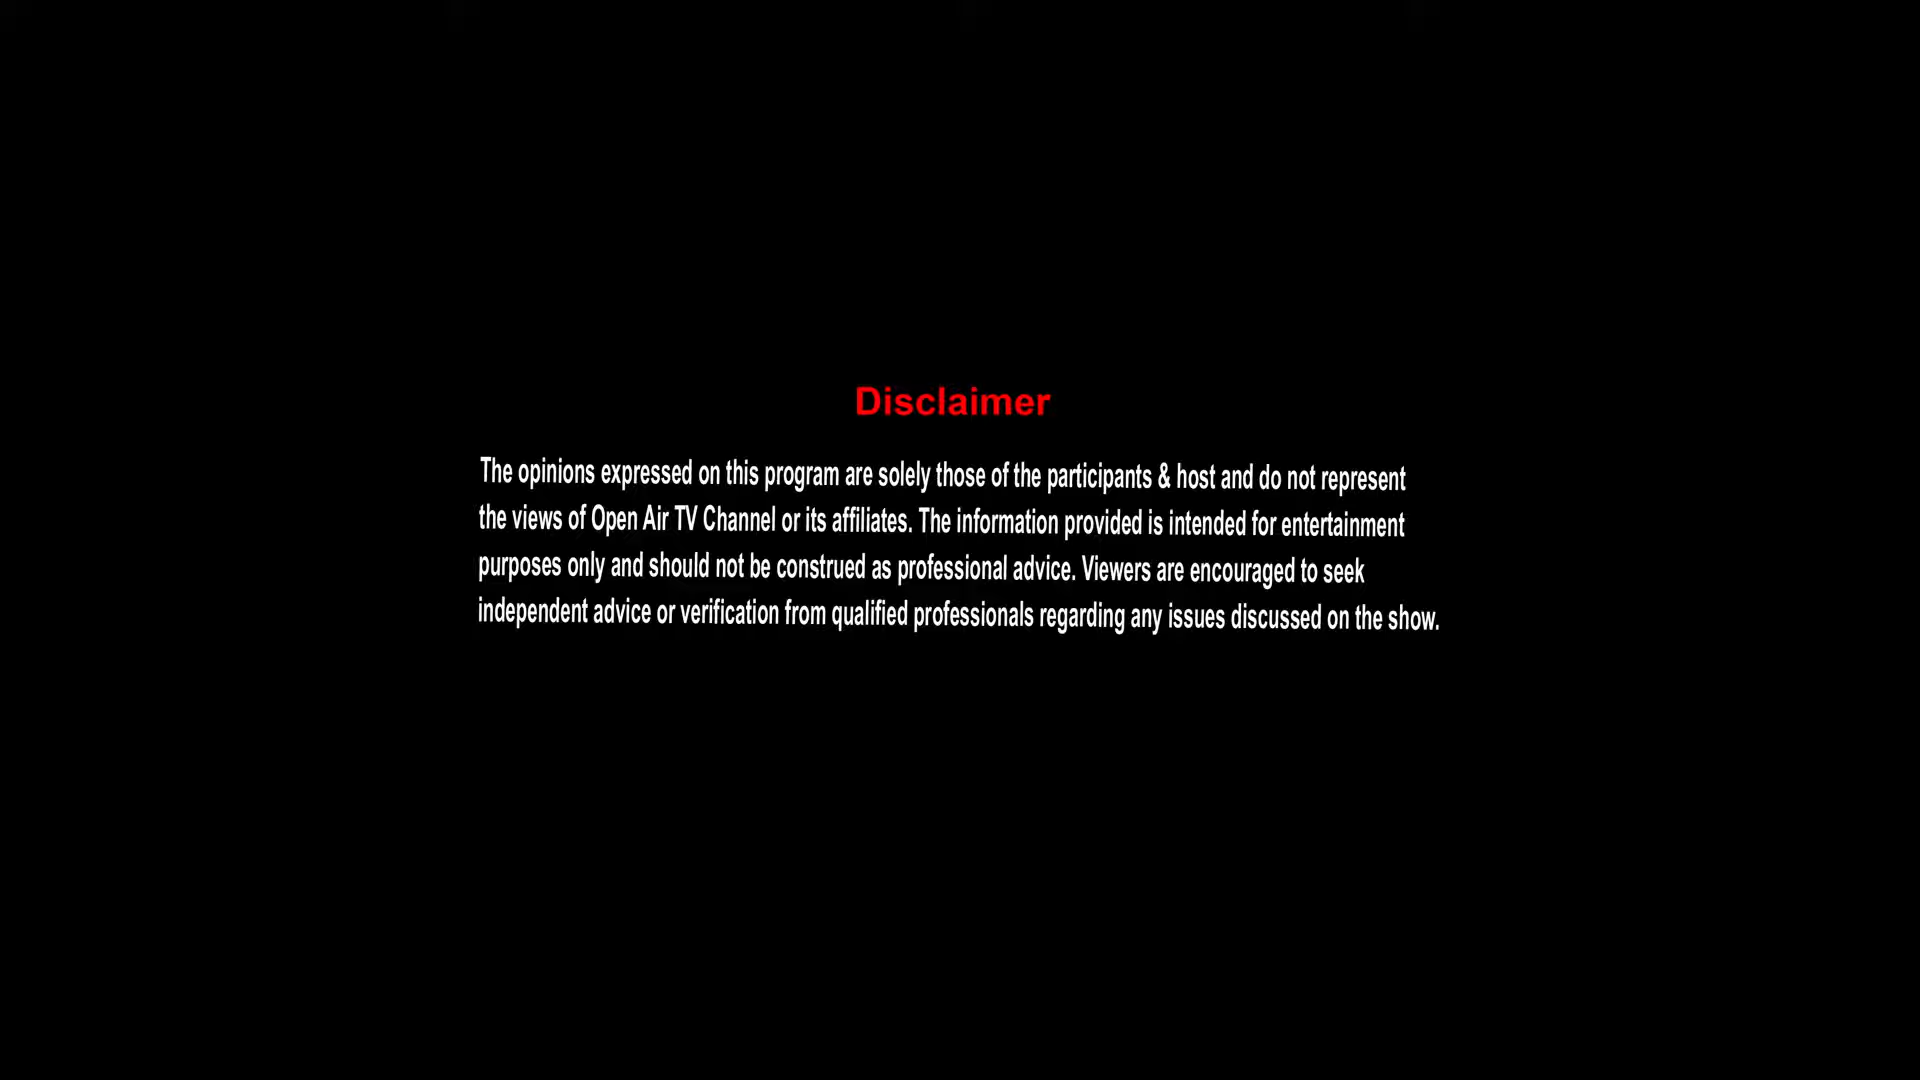 Disclaimer
The opinions expressed on this program are solely those of the participants & host and do not represent
the views of Open Air TV Channel or its affiliates. The information provided is intended for entertainment
purposes only and should not be construed as professional advice. Viewers are encouraged to seek
independent advice or verification from qualified professionals regarding any issues discussed on the show.